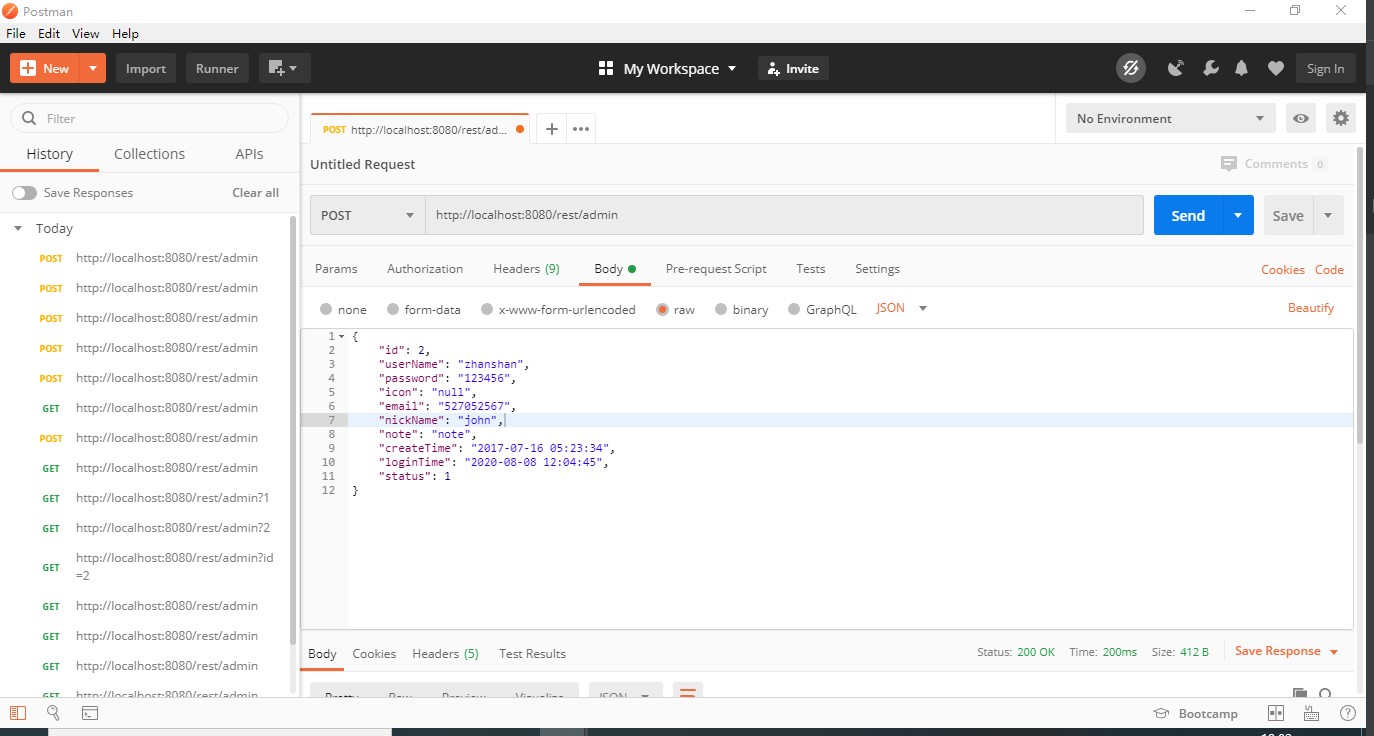 Postman
File Edit View Help
New Import Runner My Workspace Invite Sign In
Filter
History Collections APIs
Save Responses Clear all
Today
POST http://localhost:8080/rest/admin
POST http://localhost:8080/rest/admin
POST http://localhost:8080/rest/admin
POST http://localhost:8080/rest/admin
POST http://localhost:8080/rest/admin
GET http://localhost:8080/rest/admin
POST http://localhost:8080/rest/admin
GET http://localhost:8080/rest/admin
GET http://localhost:8080/rest/admin?1
GET http://localhost:8080/rest/admin?2
GET http://localhost:8080/rest/admin?id
=2
GET http://localhost:8080/rest/admin
GET http://localhost:8080/rest/admin
GET http://localhost:8080/rest/admin
GET http://localhost:8080/rest/admin
POST http://localhost:8080/rest/ad...
No Environment
Untitled Request
Comments 0
POST http://localhost:8080/rest/admin Send Save
Params Authorization Headers (9) Body Pre-request Script Tests Settings Cookies Code
none form-data x-www-form-urlencoded raw binary GraphQL JSON Beautify
1 {
2 "id": 2,
3 "userName": "zhanshan",
4 "password": "123456",
5 "icon": "null",
6 "email": "527052567",
7 "nickName": "john",
8 "note": "note",
9 "createTime": "2017-07-16 05:23:34",
10 "loginTime": "2020-08-08 12:04:45",
11 "status": 1
12 }
Body Cookies Headers (5) Test Results Status: 200 OK Time: 200ms Size: 412 B Save Response
Pretty Raw Preview Visualize JSON
Bootcamp